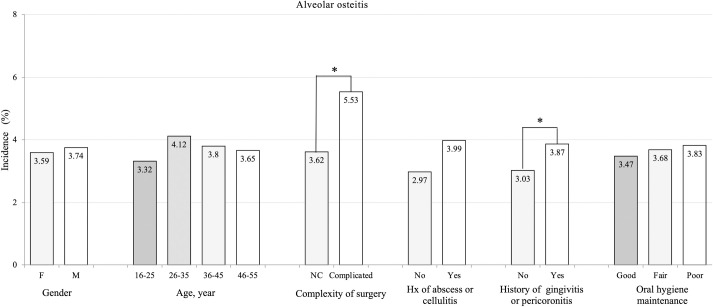 Alveolar osteitis
Incidence (%)
8
6
4
2
0
*
*
3.59 3.74 3.32 4.12 3.8 3.65 3.62 5.53 2.97 3.99 3.03 3.87 3.47 3.68 3.83
F M 16-25 26-35 36-45 46-55 NC Complicated No Yes No Yes Good Fair Poor
Gender Age, year Complexity of surgery Hx of abscess or History of gingivitis Oral hygiene
cellulitis or pericoronitis maintenance